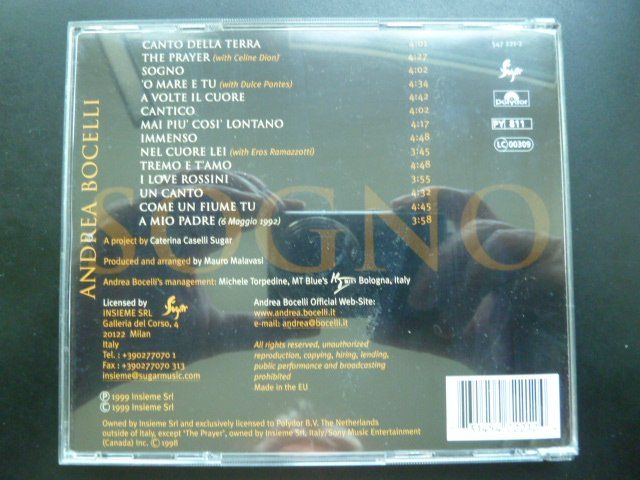 CANTO DELLA TERRA 4:01
THE PRAYER (with Celine Dion) 4:27
SOGNO 4:02
'O MARE E TU (with Dulce Pontes) 4:34
A VOLTE IL CUORE 4:42
CANTICO 4:02
MAI PIU' COSI' LONTANO 4:17
IMMENSO 4:48
NEL CUORE LEI (with Eros Ramazzotti) 3:45
TREMO E T'AMO 4:48
I LOVE ROSSINI 3:55
UN CANTO 4:32
COME UN FIUME TU 4:45
A MIO PADRE (6 Maggio 1992) 3:58
547 221-2
Sugar
Polydor
PY 811
LC 00309
ANDREA BOCELLI
SOGNO
A project by Caterina Caselli Sugar
Produced and arranged by Mauro Malavasi
Andrea Bocelli's management: Michele Torpedine, MT Blue's Bologna, Italy
Licensed by
INSIEME SRL
Galleria del Corso, 4
20122 Milan
Italy
Tel. : +390277070 1
Fax : +390277070 313
insieme@sugarmusic.com
Sugar
Andrea Bocelli Official Web-Site:
www.andrea.bocelli.it
e-mail: andrea@bocelli.it
All rights reserved, unauthorized
reproduction, copying, hiring, lending,
public performance and broadcasting
prohibited
Made in the EU
Ⓟ 1999 Insieme Srl
© 1999 Insieme Srl
Owned by Insieme Srl and exclusively licensed to Polydor B.V. The Netherlands
outside of Italy, except "The Prayer", owned by Insieme Srl, Italy/Sony Music Entertainment
(Canada) Inc. © 1998